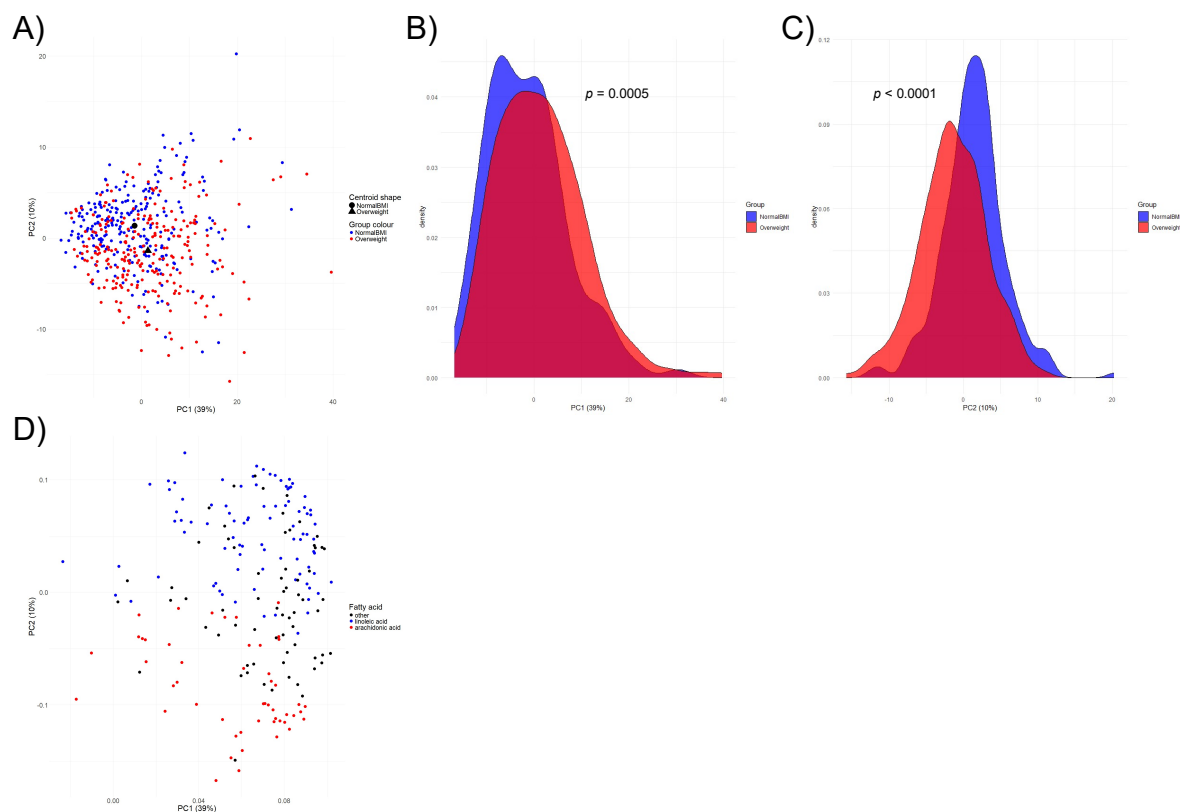 A)
20
10
0
-10
PC2 (10%)
0
20
40
PC1 (39%)
Centroid shape
NormalBMI
Overweight
Group colour
NormalBMI
Overweight
B)
p = 0.0005
0.04
0.03
0.02
0.01
0.00
density
0
20
40
-10
PC1 (39%)
Group
NormalBMI
Overweight
C)
p < 0.0001
0.12
0.09
0.06
0.03
0.00
density
-10
0
10
20
PC2 (10%)
Group
NormalBMI
Overweight
D)
0.1
0.0
-0.1
PC2 (10%)
0.00
0.04
0.08
PC1 (39%)
Fatty acid
other
linoleic acid
arachidonic acid